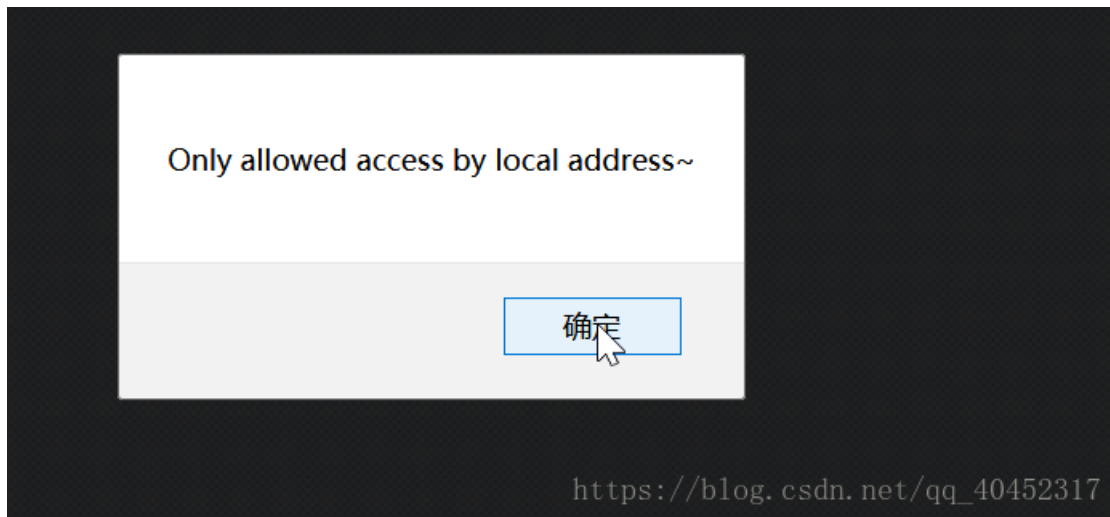 Only allowed access by local address~
确定
https://blog.csdn.net/qq_40452317